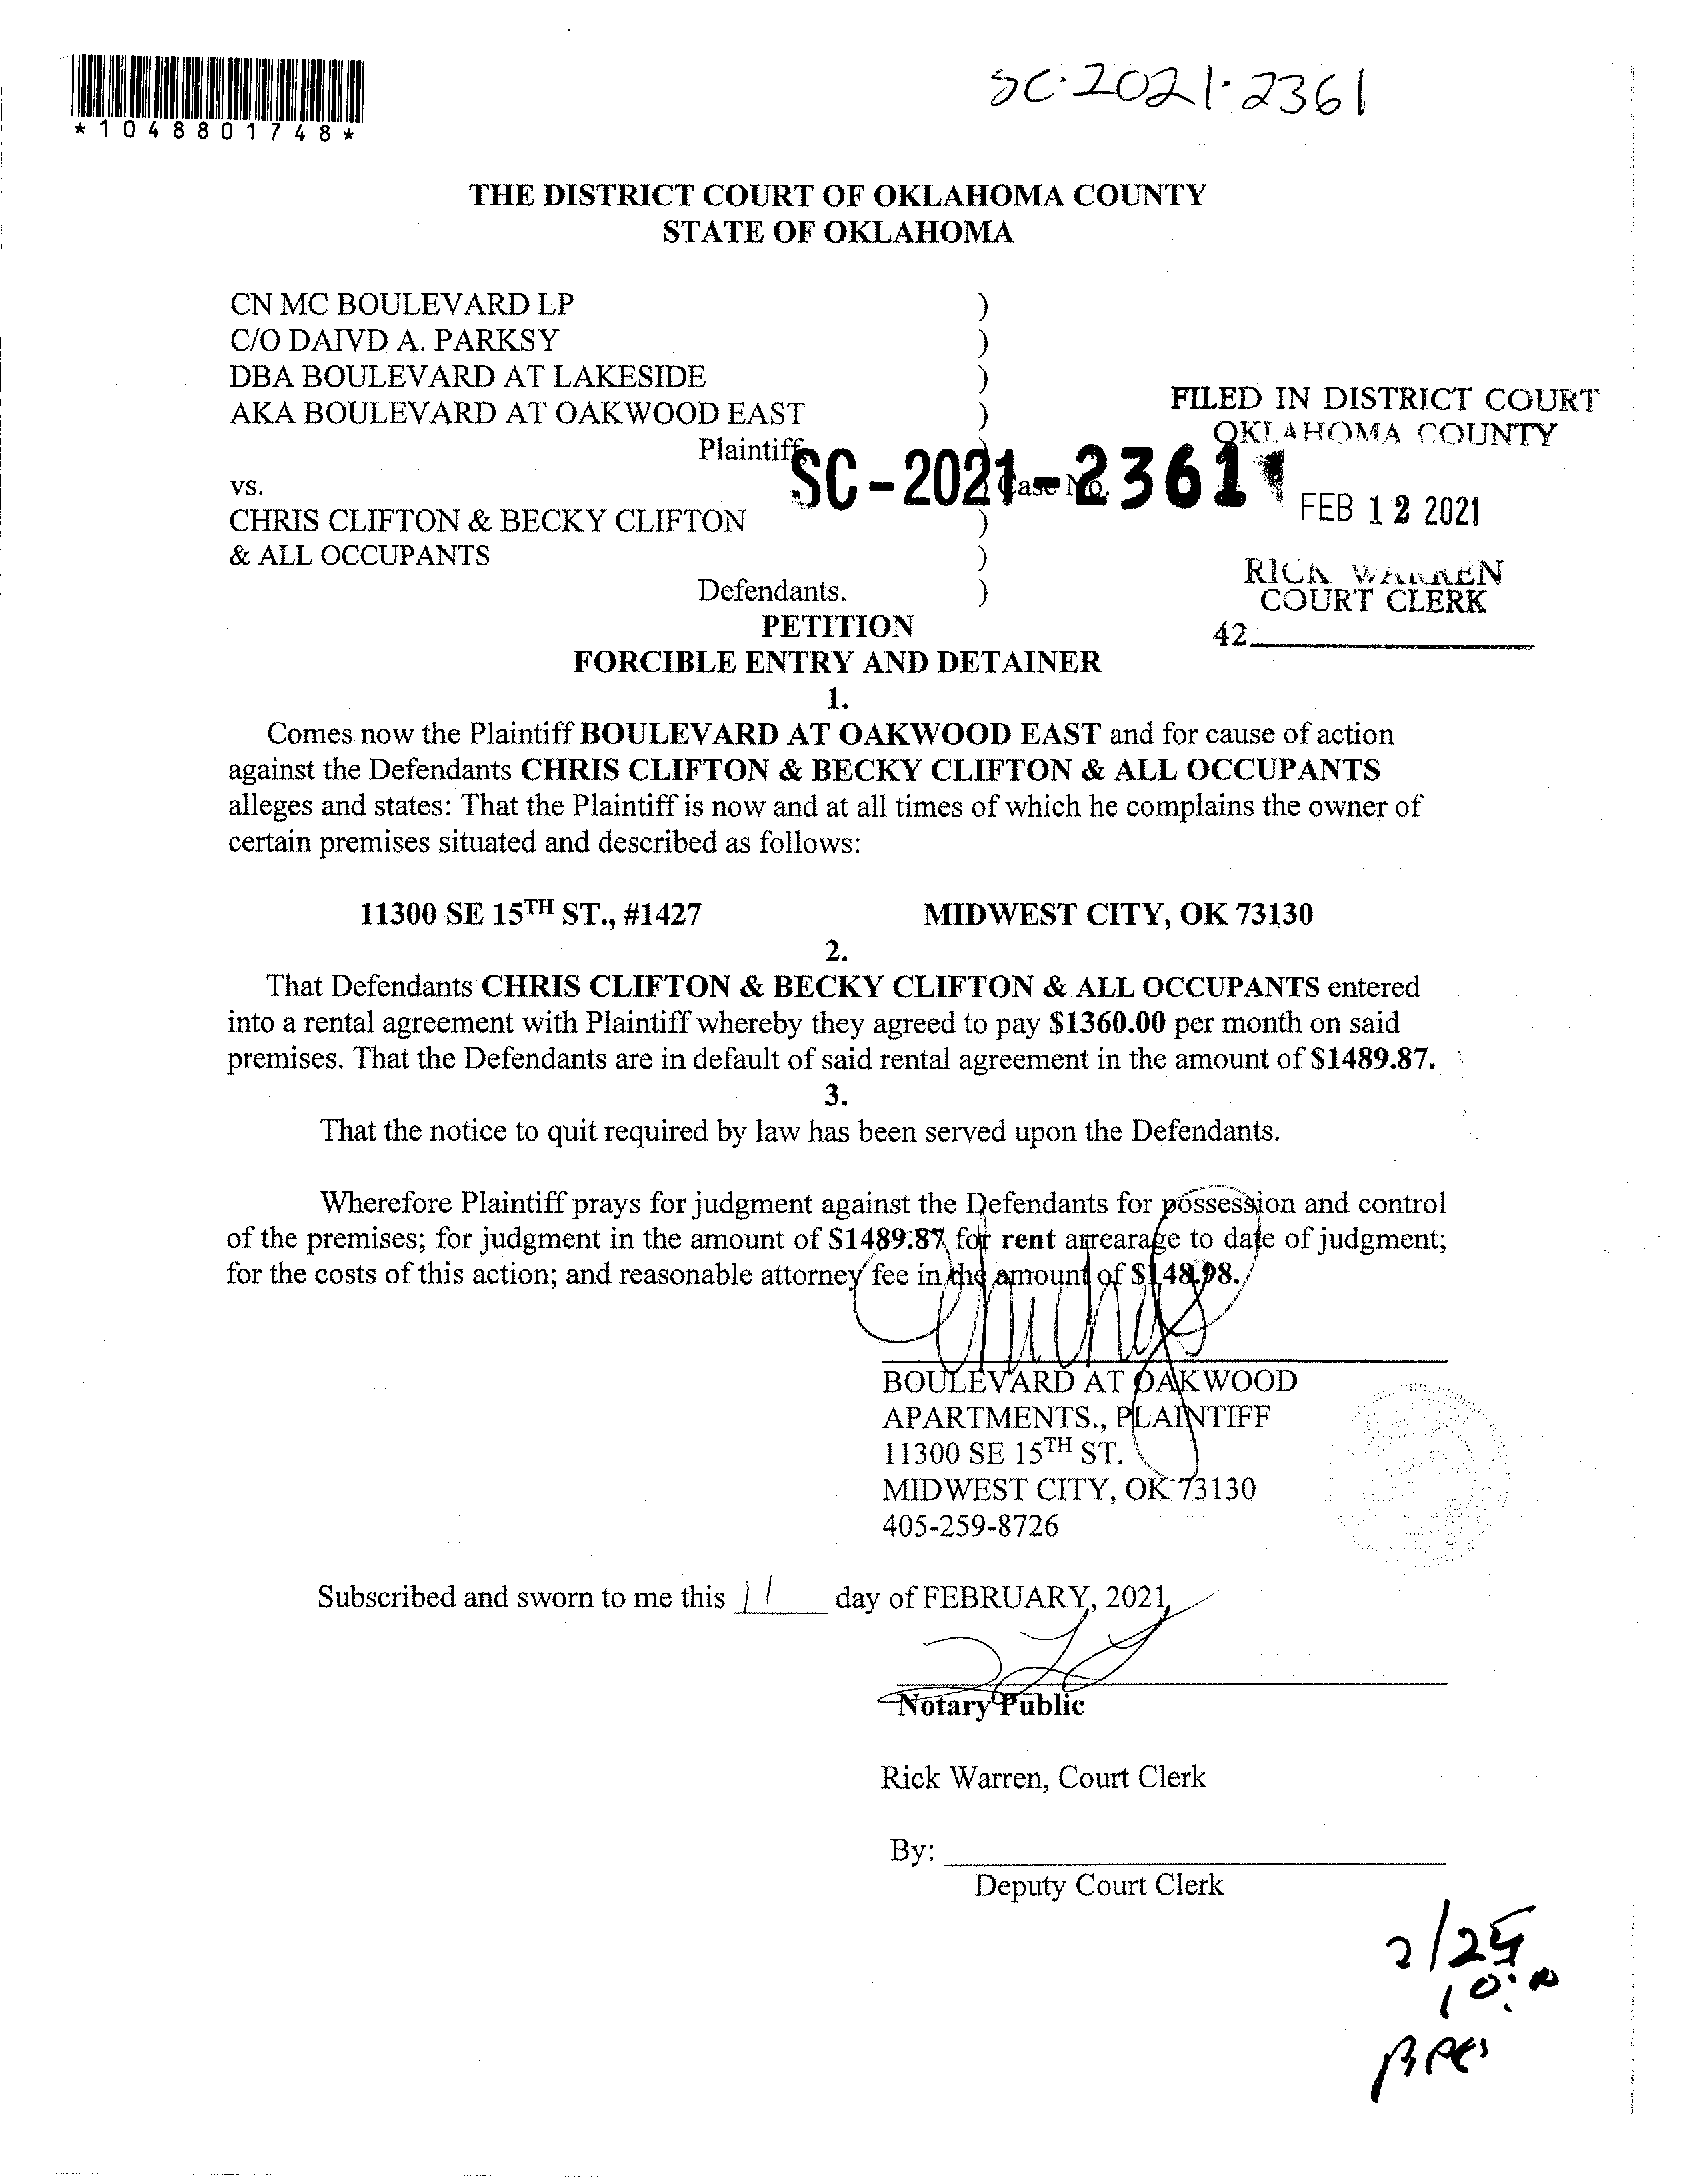 *1048801748*
SC-2021-2361
THE DISTRICT COURT OF OKLAHOMA COUNTY
STATE OF OKLAHOMA
CN MC BOULEVARD LP )
C/O DAIVD A. PARKSY )
DBA BOULEVARD AT LAKESIDE )
AKA BOULEVARD AT OAKWOOD EAST )
Plaintiff, )
vs. ) Case No.
SC-2021-2361
CHRIS CLIFTON & BECKY CLIFTON )
& ALL OCCUPANTS )
Defendants. )
FILED IN DISTRICT COURT
OKLAHOMA COUNTY
FEB 12 2021
RICK WARREN
COURT CLERK
42
PETITION
FORCIBLE ENTRY AND DETAINER
1.
Comes now the Plaintiff BOULEVARD AT OAKWOOD EAST and for cause of action
against the Defendants CHRIS CLIFTON & BECKY CLIFTON & ALL OCCUPANTS
alleges and states: That the Plaintiff is now and at all times of which he complains the owner of
certain premises situated and described as follows:
11300 SE 15TH ST., #1427 MIDWEST CITY, OK 73130
2.
That Defendants CHRIS CLIFTON & BECKY CLIFTON & ALL OCCUPANTS entered
into a rental agreement with Plaintiff whereby they agreed to pay $1360.00 per month on said
premises. That the Defendants are in default of said rental agreement in the amount of $1489.87.
3.
That the notice to quit required by law has been served upon the Defendants.
Wherefore Plaintiff prays for judgment against the Defendants for possession and control
of the premises; for judgment in the amount of $1489.87 for rent arrearage to date of judgment;
for the costs of this action; and reasonable attorney fee in the amount of $148.98.
BOULEVARD AT OAKWOOD
APARTMENTS., PLAINTIFF
11300 SE 15TH ST.
MIDWEST CITY, OK 73130
405-259-8726
Subscribed and sworn to me this 11 day of FEBRUARY, 2021,
Notary Public
Rick Warren, Court Clerk
By:
Deputy Court Clerk
2/25